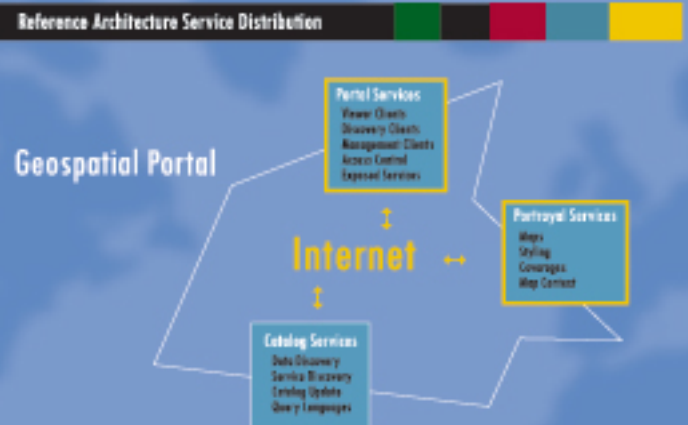 Reference Architecture Service Distribution
Portal Services
Viewer Clients
Discovery Clients
Management Clients
Access Control
Exposed Services
Geospatial Portal
Portrayal Services
Maps
Styling
Coverages
Map Context
Internet
Catalog Services
Data Discovery
Service Discovery
Catalog Update
Query Languages